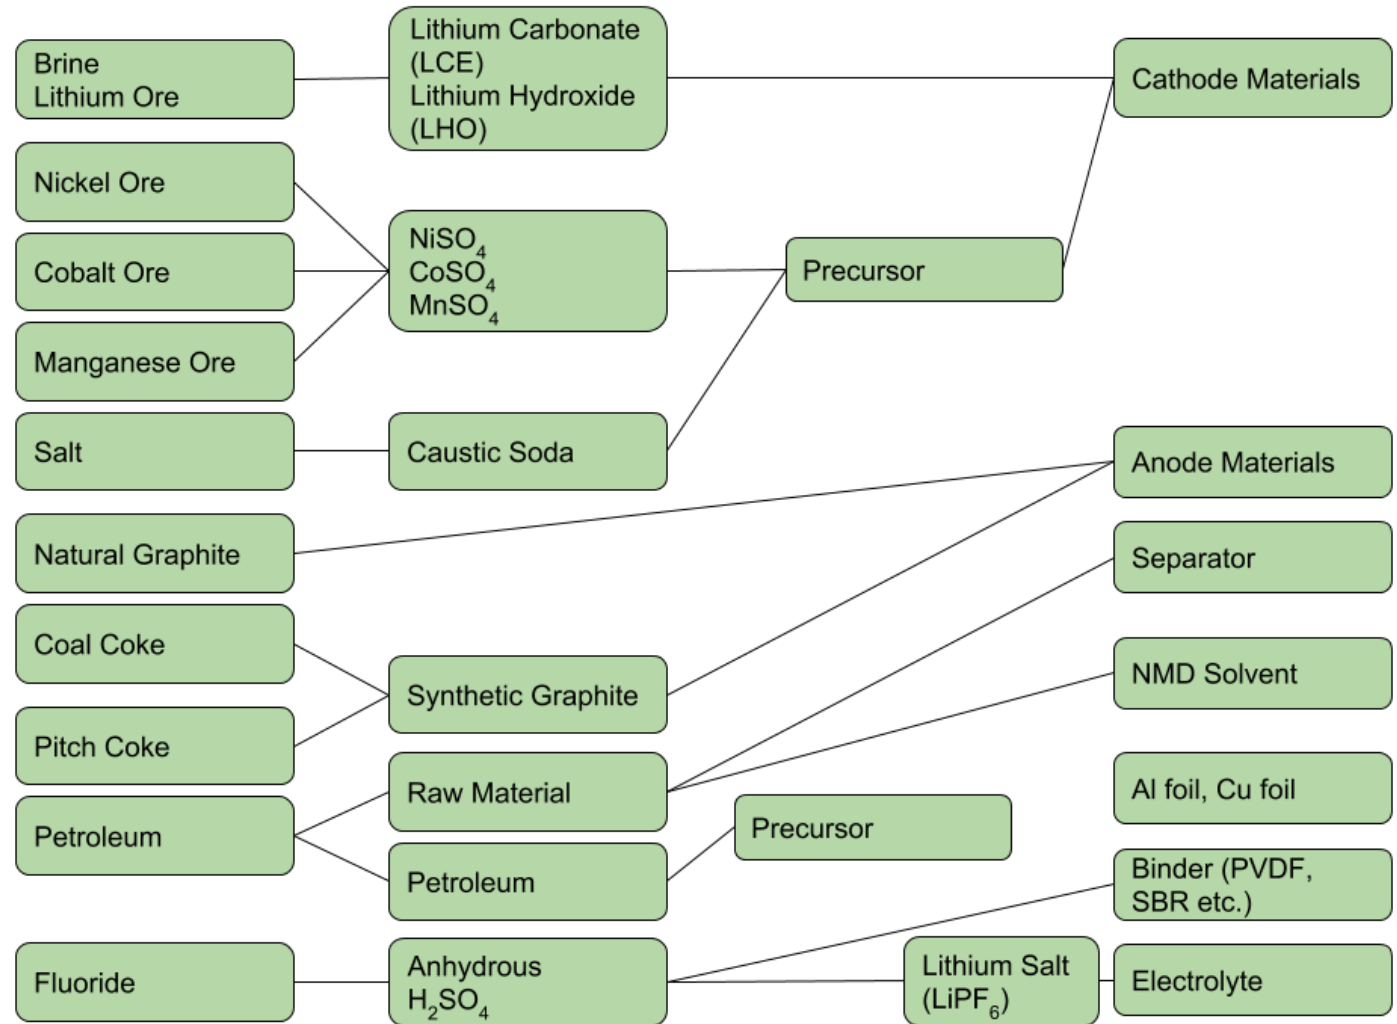 Brine
Lithium Ore
Lithium Carbonate
(LCE)
Lithium Hydroxide
(LHO)
Cathode Materials
Nickel Ore
Cobalt Ore
Manganese Ore
NiSO₄
CoSO₄
MnSO₄
Precursor
Salt
Caustic Soda
Anode Materials
Natural Graphite
Separator
Coal Coke
Synthetic Graphite
NMD Solvent
Pitch Coke
Raw Material
Al foil, Cu foil
Petroleum
Precursor
Petroleum
Binder (PVDF,
SBR etc.)
Fluoride
Anhydrous
H₂SO₄
Lithium Salt
(LiPF₆)
Electrolyte